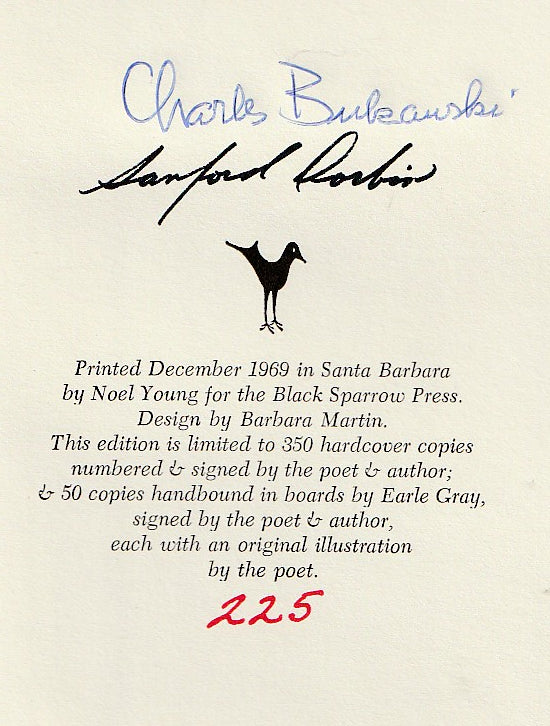 Charles Bukowski
Sanford Dorbin
Printed December 1969 in Santa Barbara
by Noel Young for the Black Sparrow Press.
Design by Barbara Martin.
This edition is limited to 350 hardcover copies
numbered & signed by the poet & author;
& 50 copies handbound in boards by Earle Gray,
signed by the poet & author,
each with an original illustration
by the poet.
225